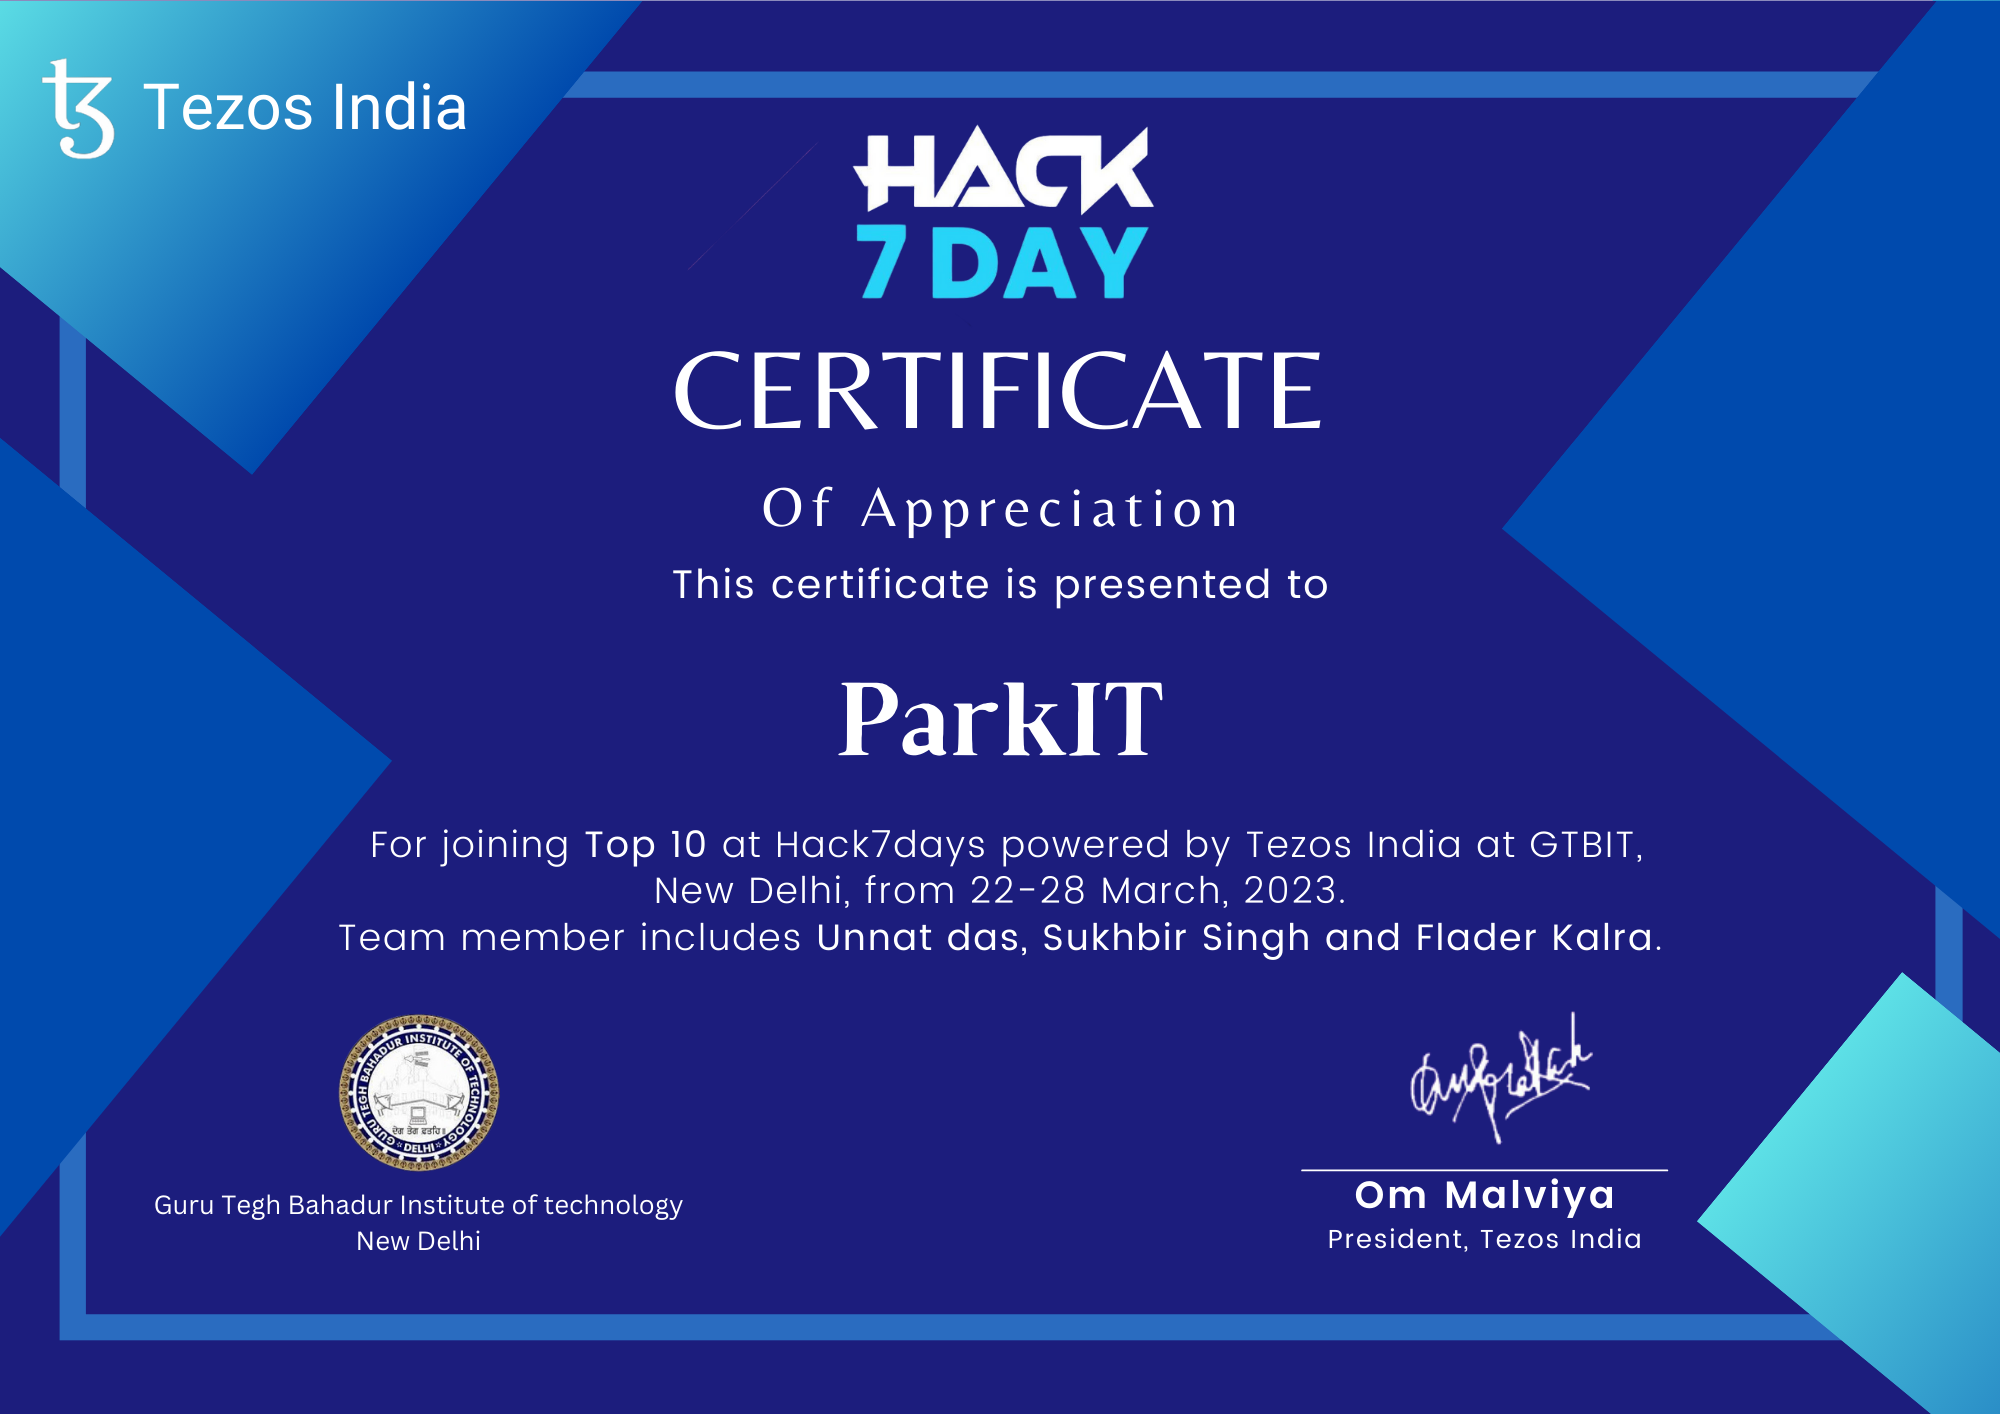 Tezos India
HACK
7 DAY
CERTIFICATE
Of Appreciation
This certificate is presented to
ParkIT
For joining Top 10 at Hack7days powered by Tezos India at GTBIT,
New Delhi, from 22-28 March, 2023.
Team member includes Unnat das, Sukhbir Singh and Flader Kalra.
GURU TEGH BAHADUR INSTITUTE OF TECHNOLOGY
DELHI
ਦੇਗ ਤੇਗ ਫ਼ਤਹਿ॥
Guru Tegh Bahadur Institute of technology
New Delhi
Om Malviya
President, Tezos India